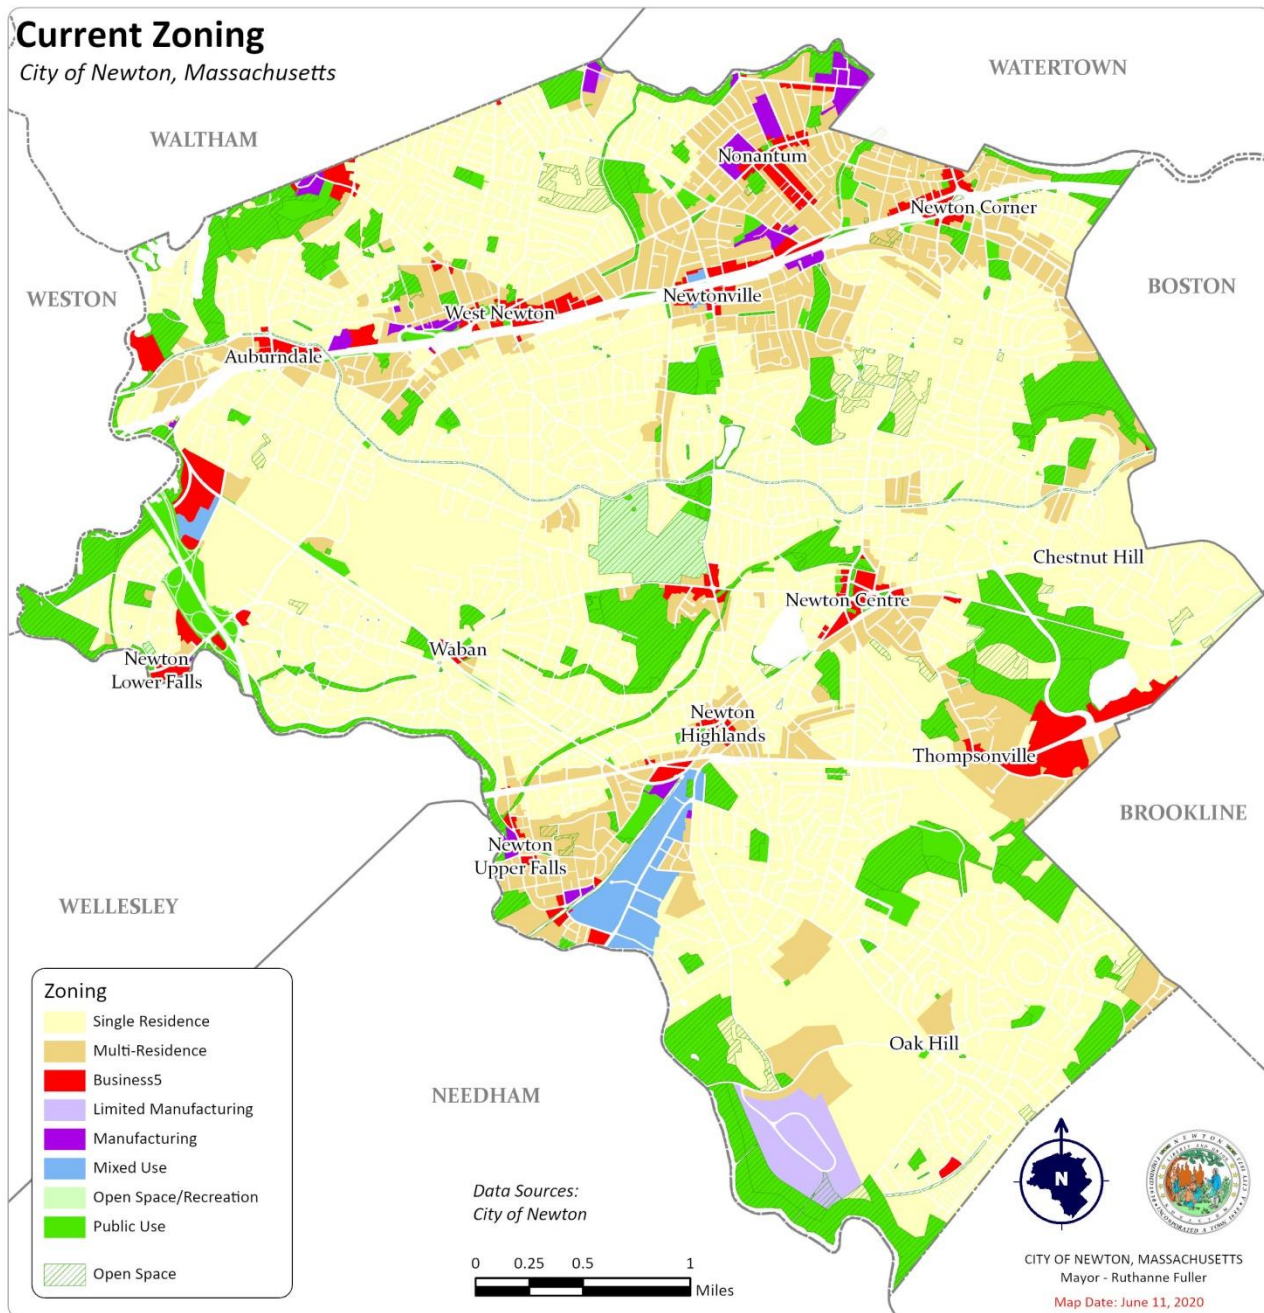 Current Zoning
City of Newton, Massachusetts
WATERTOWN
WALTHAM
Nonantum
Newton Corner
WESTON
BOSTON
Newtonville
West Newton
Auburndale
Chestnut Hill
Newton Centre
Waban
Newton
Lower Falls
Newton
Highlands
Thompsonville
BROOKLINE
Newton
Upper Falls
WELLESLEY
Oak Hill
NEEDHAM
Zoning
Single Residence
Multi-Residence
Business5
Limited Manufacturing
Manufacturing
Mixed Use
Open Space/Recreation
Public Use
Open Space
Data Sources:
City of Newton
0 0.25 0.5 1
Miles
N
CITY OF NEWTON, MASSACHUSETTS
Mayor - Ruthanne Fuller
Map Date: June 11, 2020